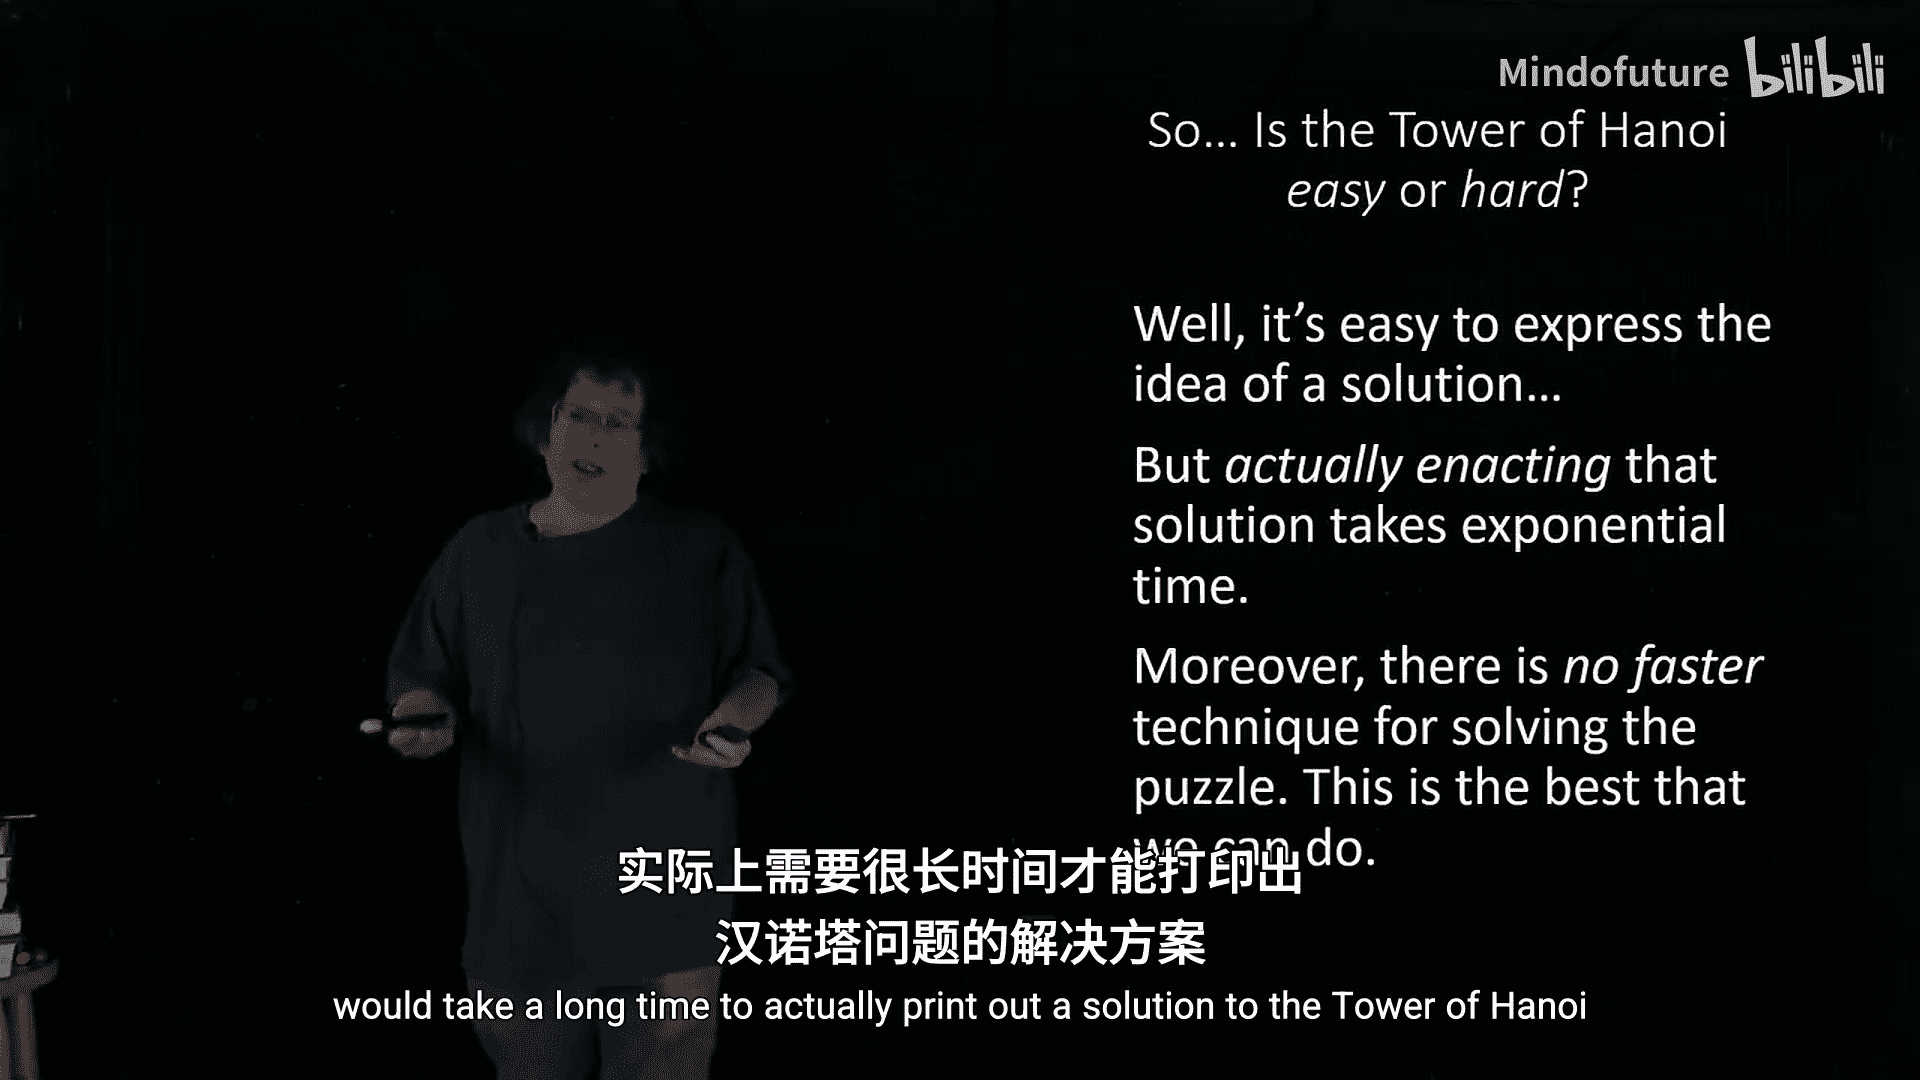 Mindofuture bilibili
So... Is the Tower of Hanoi
easy or hard?
Well, it's easy to express the
idea of a solution...
But actually enacting that
solution takes exponential
time.
Moreover, there is no faster
technique for solving the
puzzle. This is the best that
we can do.
实际上需要很长时间才能打印出
汉诺塔问题的解决方案
would take a long time to actually print out a solution to the Tower of Hanoi